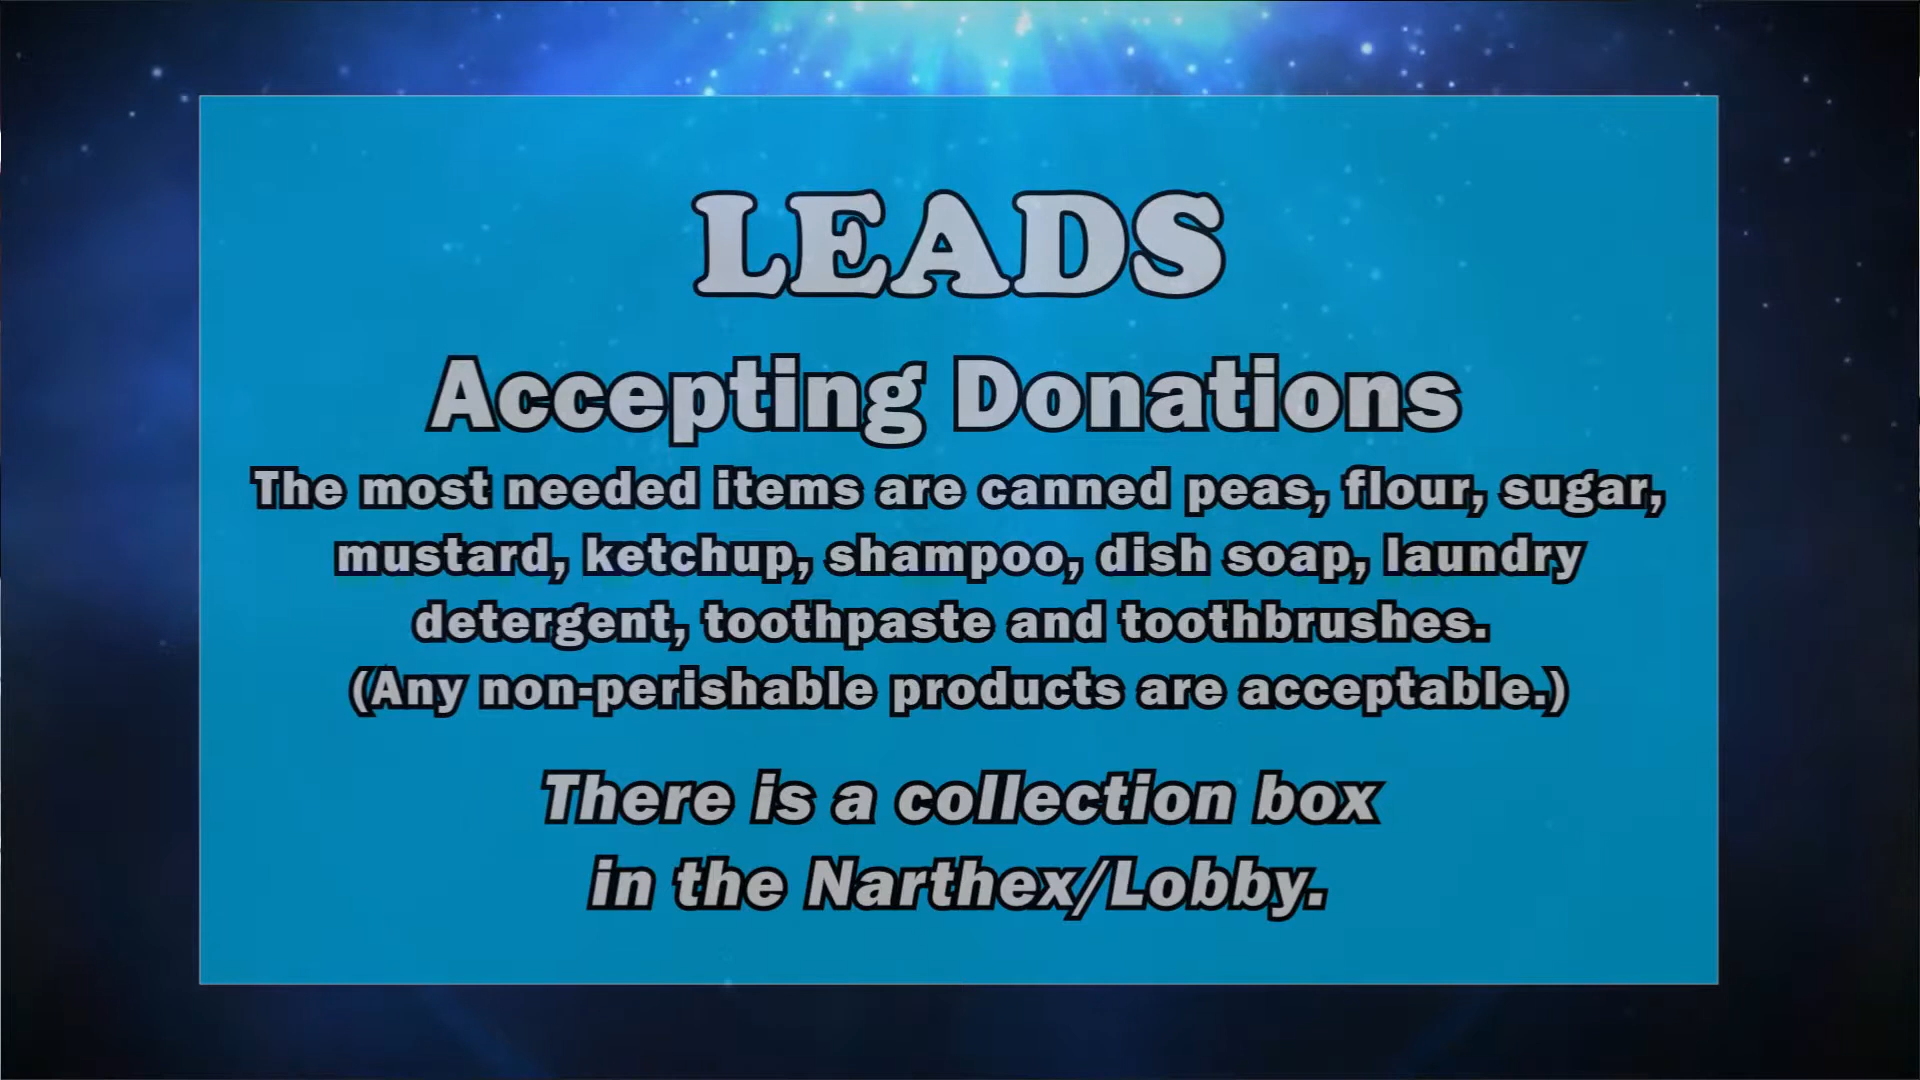 LEADS
Accepting Donations
The most needed items are canned peas, flour, sugar,
mustard, ketchup, shampoo, dish soap, laundry
detergent, toothpaste and toothbrushes.
(Any non-perishable products are acceptable.)
There is a collection box
in the Narthex/Lobby.